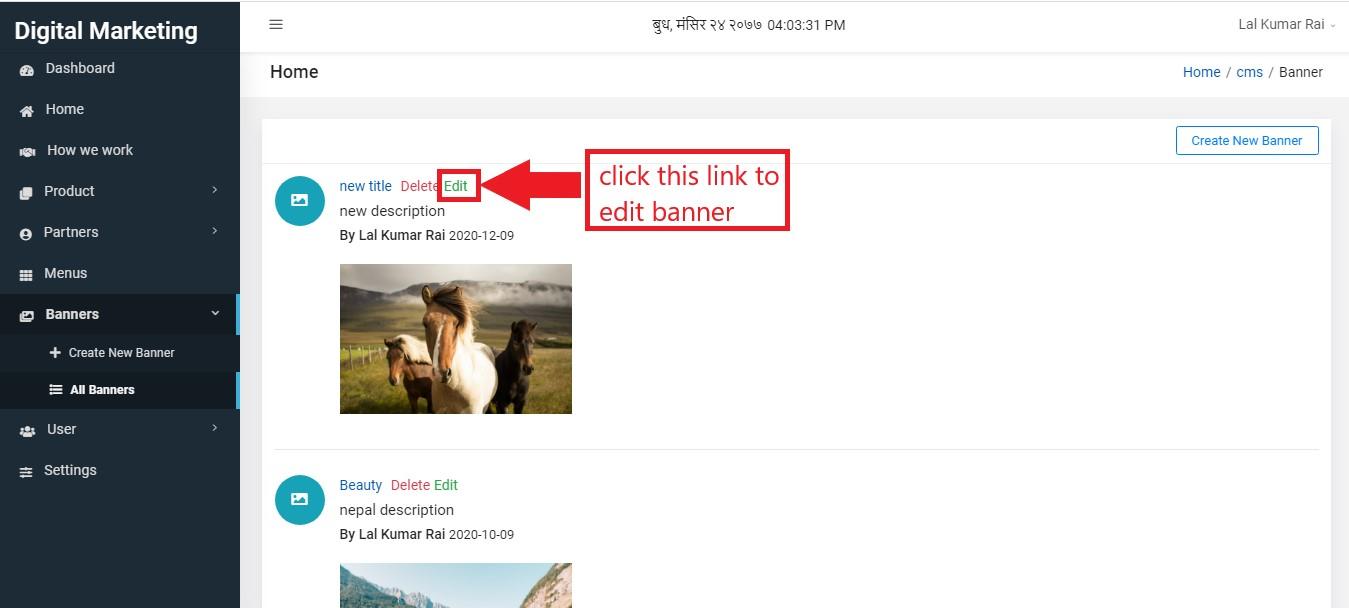 Digital Marketing
बुध, मंसिर २४ २०७७ 04:03:31 PM
Lal Kumar Rai
Dashboard
Home
How we work
Product
Partners
Menus
Banners
Create New Banner
All Banners
User
Settings
Home
Home / cms / Banner
Create New Banner
new title Delete Edit
click this link to
edit banner
new description
By Lal Kumar Rai 2020-12-09
Beauty Delete Edit
nepal description
By Lal Kumar Rai 2020-10-09